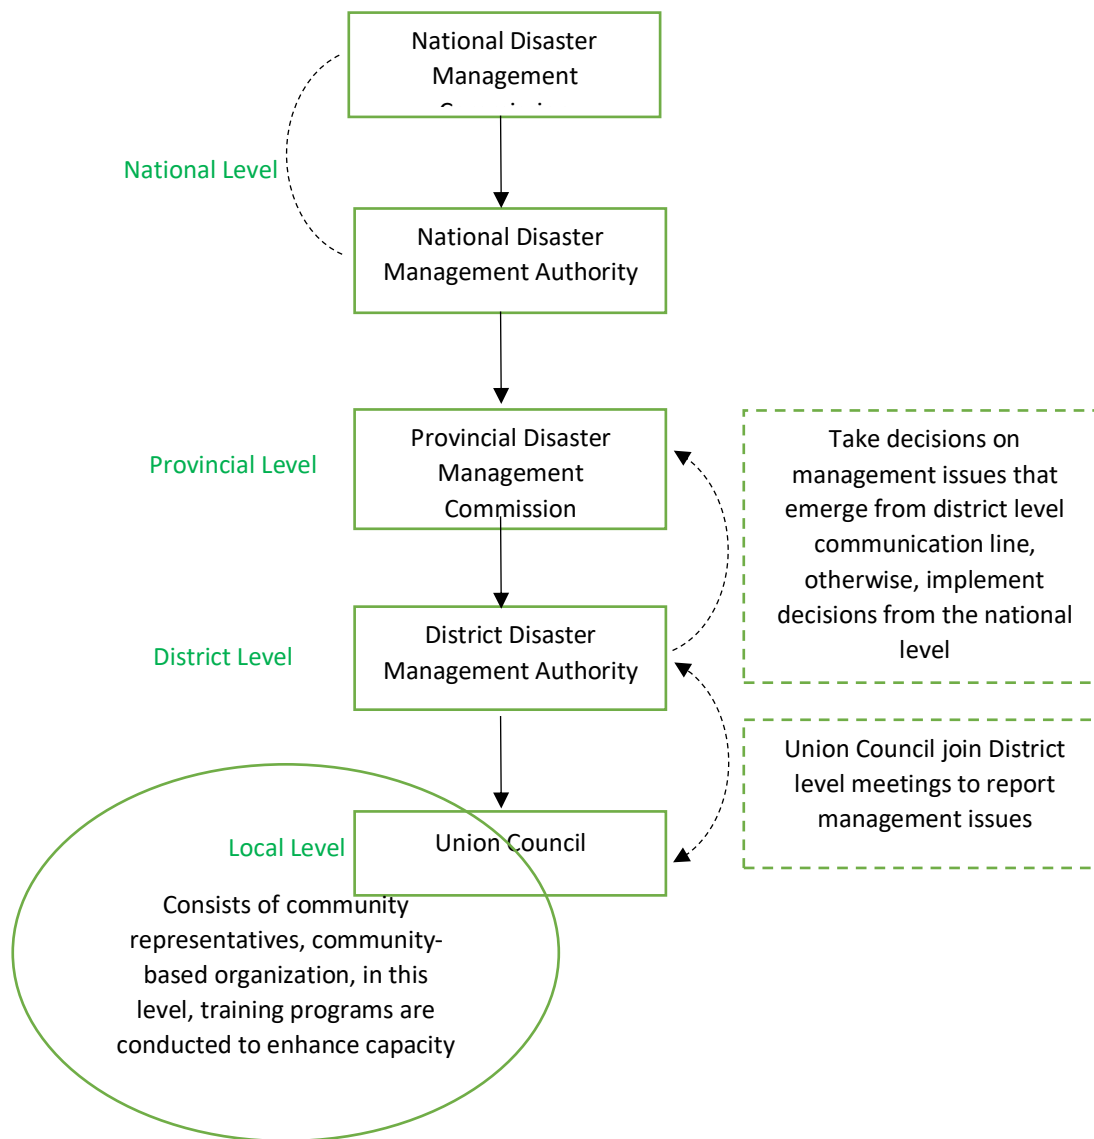 National Disaster
Management
National Level
National Disaster
Management Authority
Provincial Level
Provincial Disaster
Management
Commission
Take decisions on
management issues that
emerge from district level
communication line,
otherwise, implement
decisions from the national
level
District Level
District Disaster
Management Authority
Union Council join District
level meetings to report
management issues
Local Level
Union Council
Consists of community
representatives, community-
based organization, in this
level, training programs are
conducted to enhance capacity